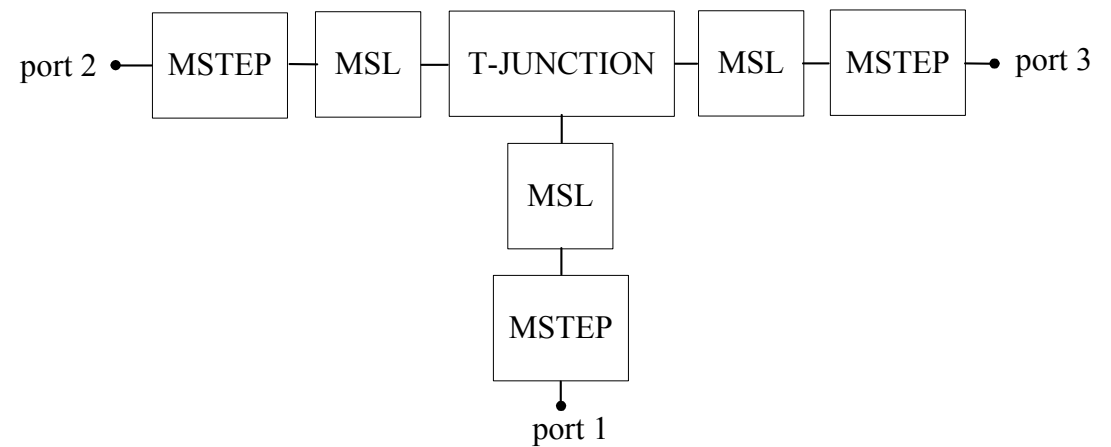 port 2 MSTEP MSL T-JUNCTION MSL MSTEP port 3
MSL
MSTEP
port 1